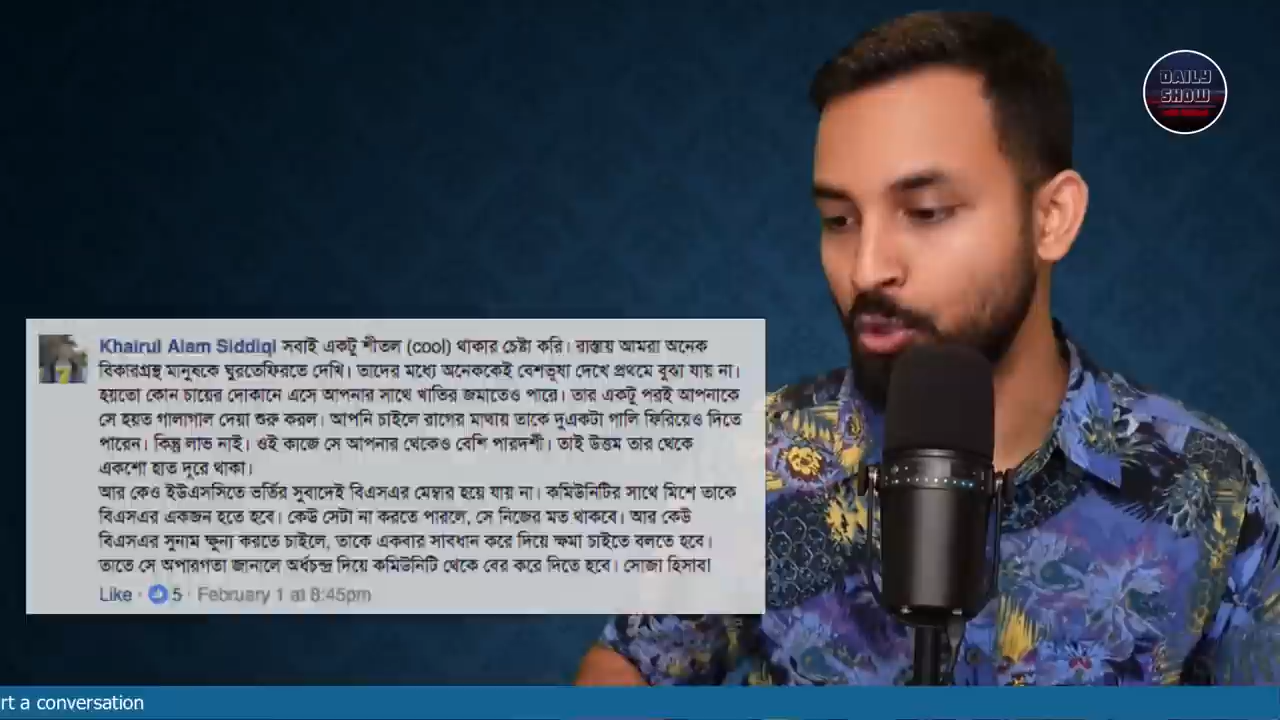 Khairul Alam Siddiqi সবাই একটু শীতল (cool) থাকার চেষ্টা করি। রাস্তায় আমরা অনেক
বিকারগ্রস্থ মানুষকে ঘুরতেফিরতে দেখি। তাদের মধ্যে অনেককেই বেশভূষা দেখে প্রথমে বুঝা যায় না।
হয়তো কোন চায়ের দোকানে এসে আপনার সাথে খাতির জমাতেও পারে। তার একটু পরই আপনাকে
সে হয়ত গালাগাল দেয়া শুরু করল। আপনি চাইলে রাগের মাথায় তাকে দুএকটা গালি ফিরিয়েও দিতে
পারেন। কিন্তু লাভ নাই। ওই কাজে সে আপনার থেকেও বেশি পারদর্শী। তাই উত্তম তার থেকে
একশো হাত দুরে থাকা।
আর কেও ইউএসসিতে ভর্তির সুবাদেই বিএসএর মেম্বার হয়ে যায় না। কমিউনিটির সাথে মিশে তাকে
বিএসএর একজন হতে হবে। কেউ সেটা না করতে পারলে, সে নিজের মত থাকবে। আর কেউ
বিএসএর সুনাম ক্ষুন্য করতে চাইলে, তাকে একবার সাবধান করে দিয়ে ক্ষমা চাইতে বলতে হবে।
তাতে সে অপারগতা জানালে অর্ধচন্দ্র দিয়ে কমিউনিটি থেকে বের করে দিতে হবে। সোজা হিসাব!
Like · 5 · February 1 at 8:45pm
DAILY
SHOW
rt a conversation